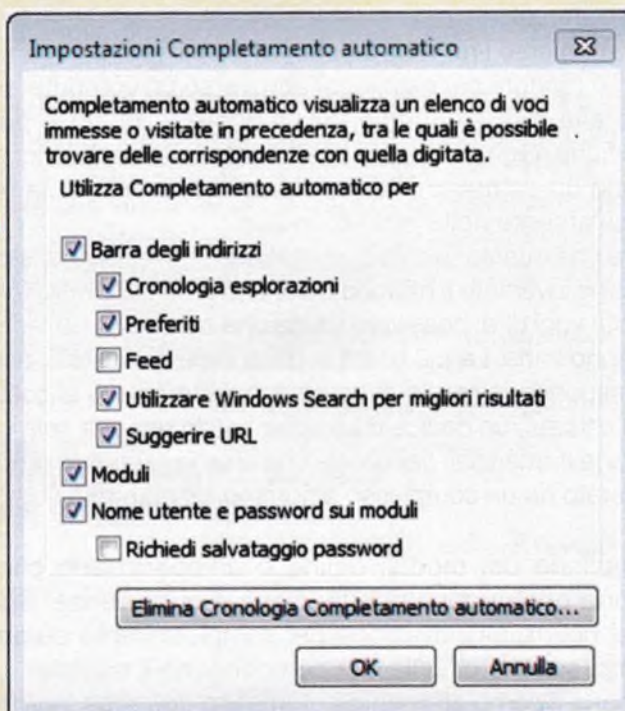 Impostazioni Completamento automatico
Completamento automatico visualizza un elenco di voci
immesse o visitate in precedenza, tra le quali è possibile
trovare delle corrispondenze con quella digitata.
Utilizza Completamento automatico per
Barra degli indirizzi
Cronologia esplorazioni
Preferiti
Feed
Utilizzare Windows Search per migliori risultati
Suggerire URL
Moduli
Nome utente e password sui moduli
Richiedi salvataggio password
Elimina Cronologia Completamento automatico...
OK Annulla